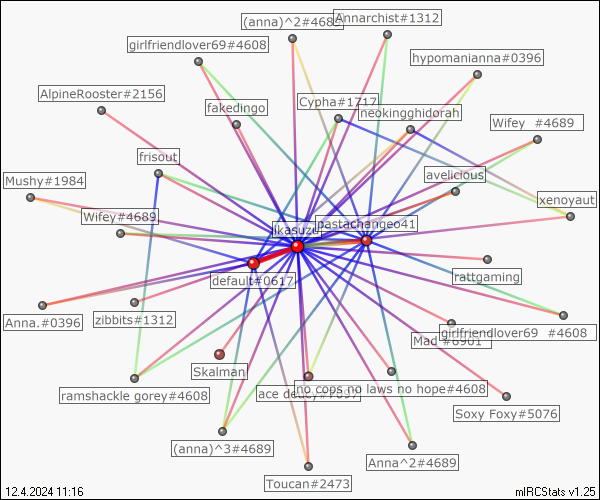 (anna)^2#4689
Annarchist#1312
girlfriendlover69#4608
hypomanianna#0396
AlpineRooster#2156
fakedingo
Cypha#1717
neokingghidorah
Wifey #4689
frisout
avelicious
Mushy#1984
xenoyaut
Wifey#4689
ikasuzu
pastachangeo41
default#0617
rattgaming
Anna.#0396
zibbits#1312
Mad #6901
girlfriendlover69 #4608
Skalman
ramshackle gorey#4608
ace deucy#7097
no cops no laws no hope#4608
Soxy Foxy#5076
(anna)^3#4689
Anna^2#4689
Toucan#2473
12.4.2024 11:16
mIRCStats v1.25